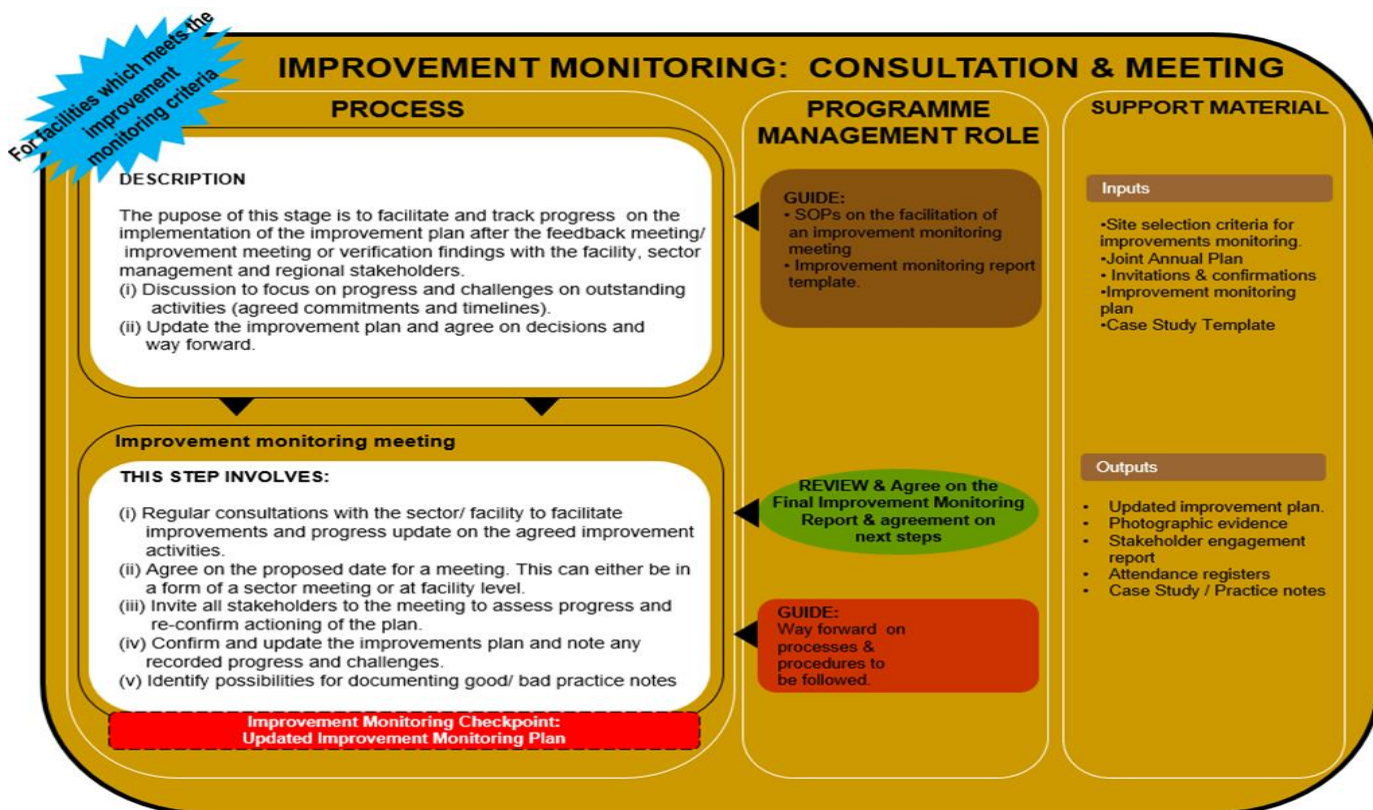 For facilities which meets the
improvement
monitoring criteria
IMPROVEMENT MONITORING: CONSULTATION & MEETING
PROCESS
DESCRIPTION
The pupose of this stage is to facilitate and track progress on the
implementation of the improvement plan after the feedback meeting/
improvement meeting or verification findings with the facility, sector
management and regional stakeholders.
(i) Discussion to focus on progress and challenges on outstanding
activities (agreed commitments and timelines).
(ii) Update the improvement plan and agree on decisions and
way forward.
Improvement monitoring meeting
THIS STEP INVOLVES:
(i) Regular consultations with the sector/ facility to facilitate
improvements and progress update on the agreed improvement
activities.
(ii) Agree on the proposed date for a meeting. This can either be in
a form of a sector meeting or at facility level.
(iii) Invite all stakeholders to the meeting to assess progress and
re-confirm actioning of the plan.
(iv) Confirm and update the improvements plan and note any
recorded progress and challenges.
(v) Identify possibilities for documenting good/ bad practice notes
Improvement Monitoring Checkpoint:
Updated Improvement Monitoring Plan
PROGRAMME
MANAGEMENT ROLE
GUIDE:
• SOPs on the facilitation of
an improvement monitoring
meeting
• Improvement monitoring report
template.
REVIEW & Agree on the
Final Improvement Monitoring
Report & agreement on
next steps
GUIDE:
Way forward on
processes &
procedures to
be followed.
SUPPORT MATERIAL
Inputs
•Site selection criteria for
improvements monitoring.
•Joint Annual Plan
• Invitations & confirmations
•Improvement monitoring
plan
•Case Study Template
Outputs
• Updated improvement plan.
• Photographic evidence
• Stakeholder engagement
report
• Attendance registers
• Case Study / Practice notes